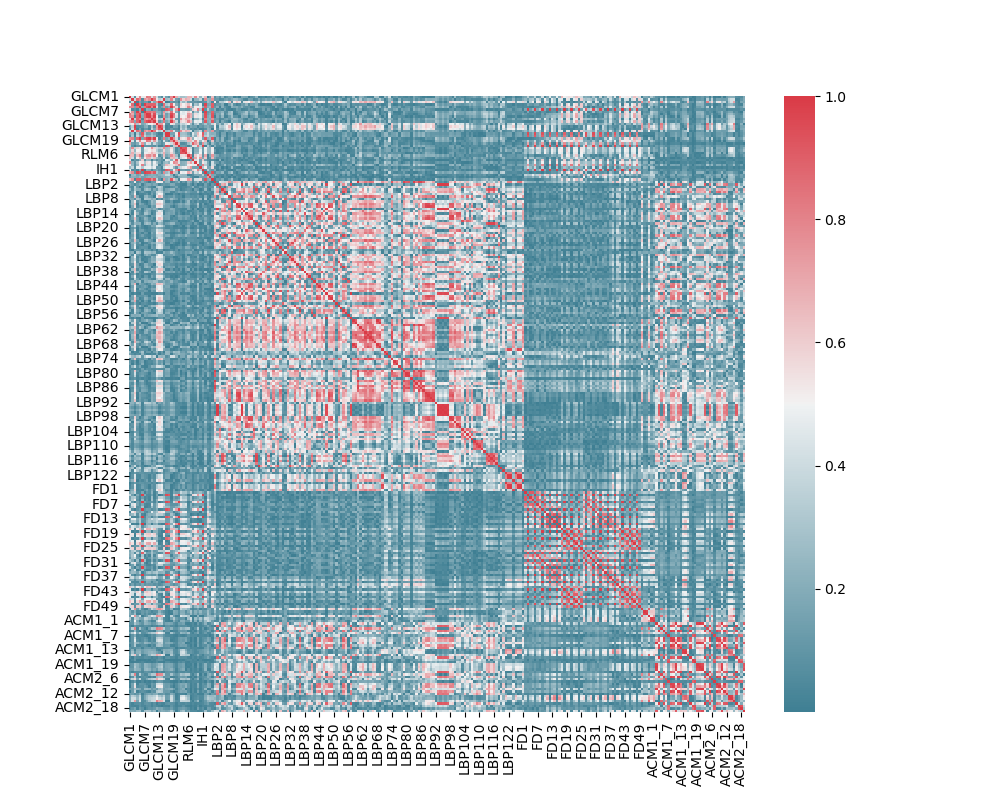 GLCM1
GLCM7
GLCM13
GLCM19
RLM6
IH1
LBP2
LBP8
LBP14
LBP20
LBP26
LBP32
LBP38
LBP44
LBP50
LBP56
LBP62
LBP68
LBP74
LBP80
LBP86
LBP92
LBP98
LBP104
LBP110
LBP116
LBP122
FD1
FD7
FD13
FD19
FD25
FD31
FD37
FD43
FD49
ACM1_1
ACM1_7
ACM1_13
ACM1_19
ACM2_6
ACM2_12
ACM2_18
GLCM1
GLCM7
GLCM13
GLCM19
RLM6
IH1
LBP2
LBP8
LBP14
LBP20
LBP26
LBP32
LBP38
LBP44
LBP50
LBP56
LBP62
LBP68
LBP74
LBP80
LBP86
LBP92
LBP98
LBP104
LBP110
LBP116
LBP122
FD1
FD7
FD13
FD19
FD25
FD31
FD37
FD43
FD49
ACM1_1
ACM1_7
ACM1_13
ACM1_19
ACM2_6
ACM2_12
ACM2_18
1.0
0.8
0.6
0.4
0.2